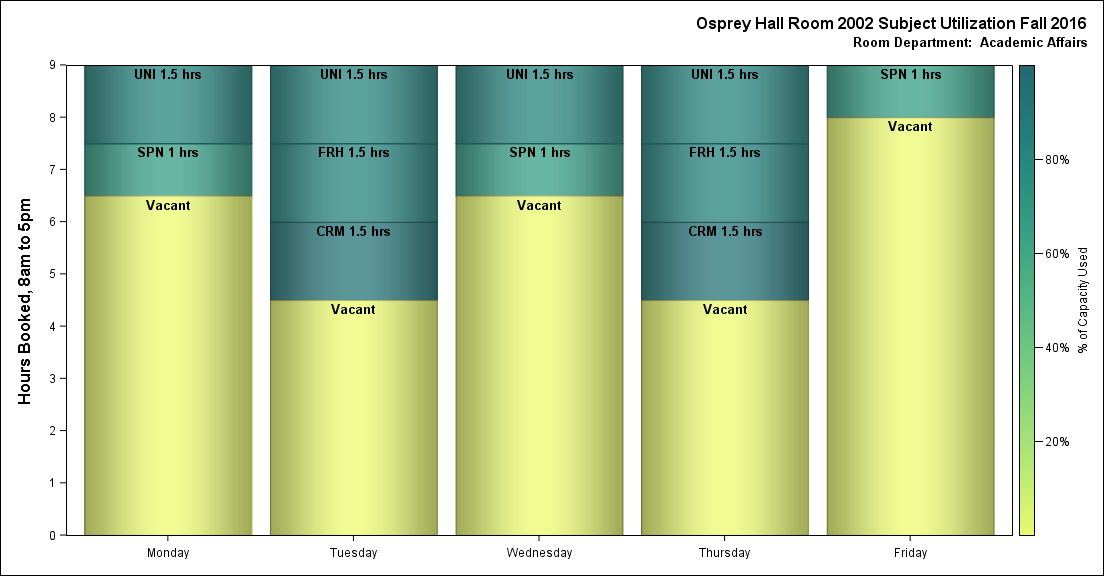 Osprey Hall Room 2002 Subject Utilization Fall 2016
Room Department: Academic Affairs
Hours Booked, 8am to 5pm
9
8
7
6
5
4
3
2
1
0
UNI 1.5 hrs
SPN 1 hrs
Vacant
UNI 1.5 hrs
FRH 1.5 hrs
CRM 1.5 hrs
Vacant
UNI 1.5 hrs
SPN 1 hrs
Vacant
UNI 1.5 hrs
FRH 1.5 hrs
CRM 1.5 hrs
Vacant
SPN 1 hrs
Vacant
Monday
Tuesday
Wednesday
Thursday
Friday
80%
60%
40%
20%
% of Capacity Used